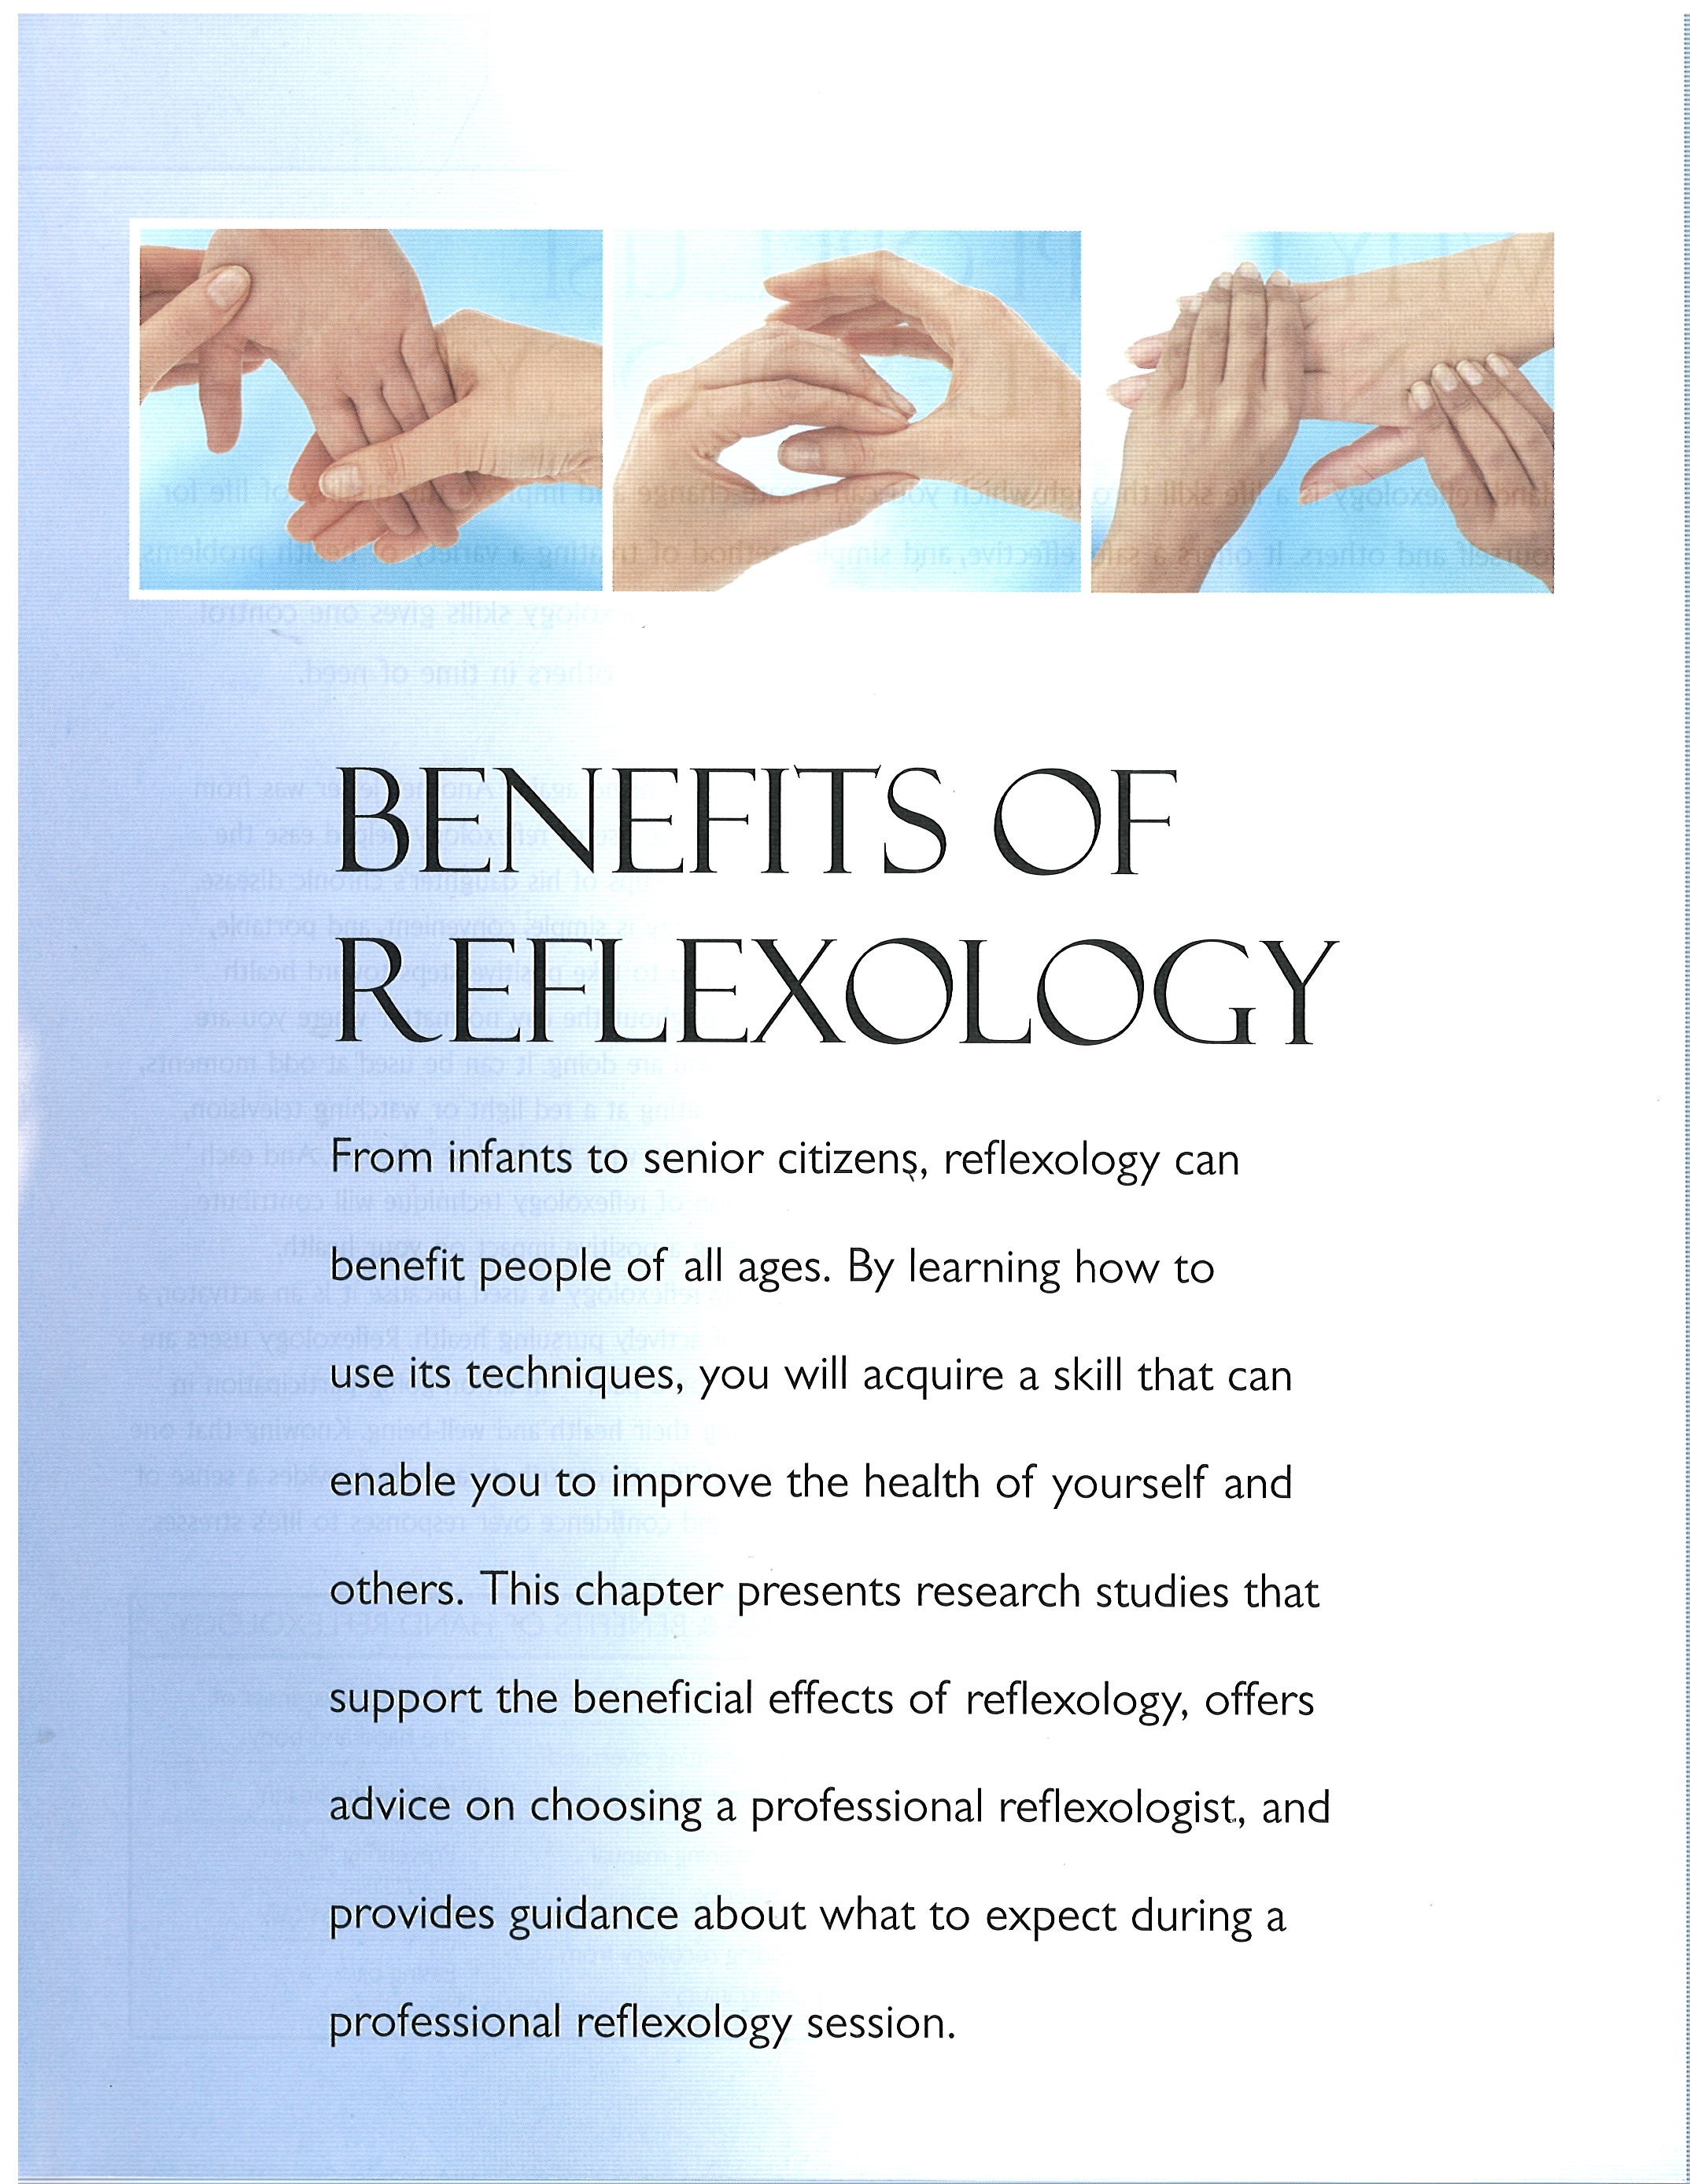 BENEFITS OF
REFLEXOLOGY
From infants to senior citizens, reflexology can
benefit people of all ages. By learning how to
use its techniques, you will acquire a skill that can
enable you to improve the health of yourself and
others. This chapter presents research studies that
support the beneficial effects of reflexology, offers
advice on choosing a professional reflexologist, and
provides guidance about what to expect during a
professional reflexology session.